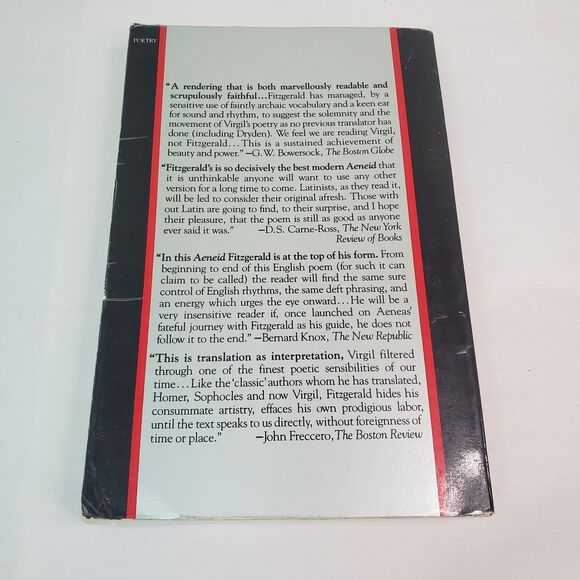 POETRY
“A rendering that is both marvellously readable and
scrupulously faithful...Fitzgerald has managed, by a
sensitive use of faintly archaic vocabulary and a keen ear
for sound and rhythm, to suggest the solemnity and the
movement of Virgil's poetry as no previous translator has
done (including Dryden). We feel we are reading Virgil,
not Fitzgerald...This is a sustained achievement of
beauty and power.” —G.W. Bowersock, The Boston Globe
“Fitzgerald's is so decisively the best modern Aeneid that
it is unthinkable anyone will want to use any other
version for a long time to come. Latinists, as they read it,
will be led to consider their original afresh. Those with
out Latin are going to find, to their surprise, and I hope
their pleasure, that the poem is still as good as anyone
ever said it was.” —D.S. Carne-Ross, The New York
Review of Books
“In this Aeneid Fitzgerald is at the top of his form. From
beginning to end of this English poem (for such it can
claim to be called) the reader will find the same sure
control of English rhythms, the same deft phrasing, and
an energy which urges the eye onward...He will be a
very insensitive reader if, once launched on Aeneas'
fateful journey with Fitzgerald as his guide, he does not
follow it to the end.” —Bernard Knox, The New Republic
“This is translation as interpretation, Virgil filtered
through one of the finest poetic sensibilities of our
time...Like the 'classic' authors whom he has translated,
Homer, Sophocles and now Virgil, Fitzgerald hides his
consummate artistry, effaces his own prodigious labor,
until the text speaks to us directly, without foreignness of
time or place.” —John Freccero, The Boston Review